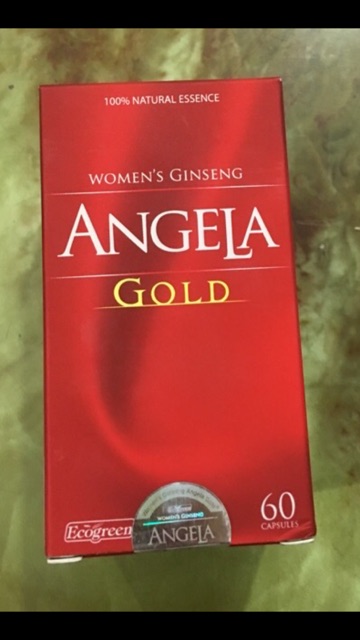 100% NATURAL ESSENCE
WOMEN'S GINSENG
ANGELA
GOLD
Ecogreen
WOMEN'S GINSENG
ANGELA
60
CAPSULES